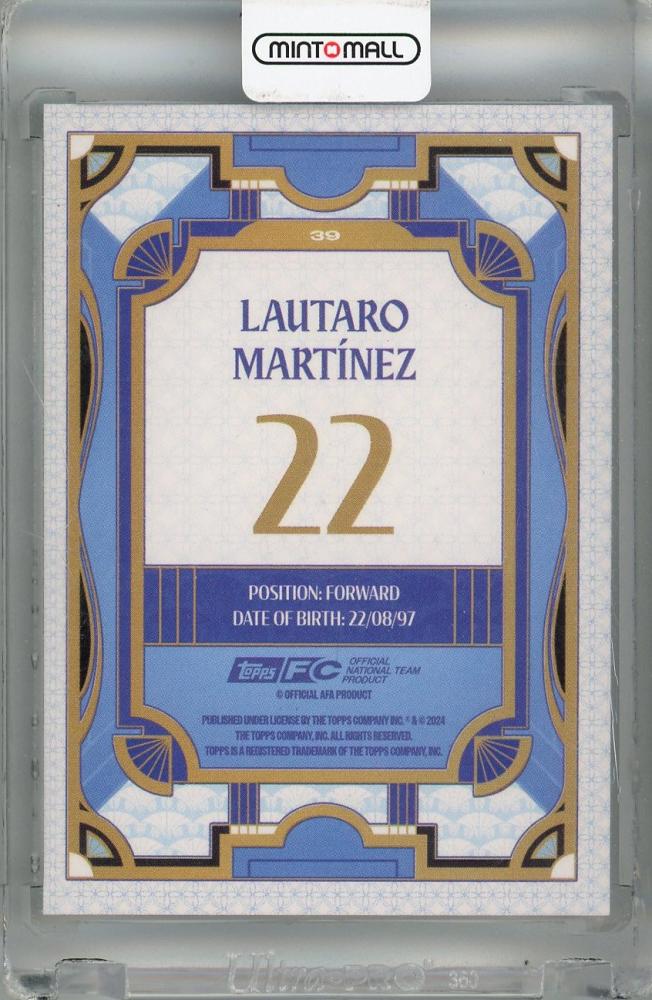 MINTMALL
39
LAUTARO
MARTÍNEZ
22
POSITION: FORWARD
DATE OF BIRTH: 22/08/97
topps FC OFFICIAL
NATIONAL TEAM
PRODUCT
© OFFICIAL AFA PRODUCT
PUBLISHED UNDER LICENSE BY THE TOPPS COMPANY INC. ® & © 2024
THE TOPPS COMPANY, INC. ALL RIGHTS RESERVED.
TOPPS IS A REGISTERED TRADEMARK OF THE TOPPS COMPANY, INC.
Ultra·PRO® 360